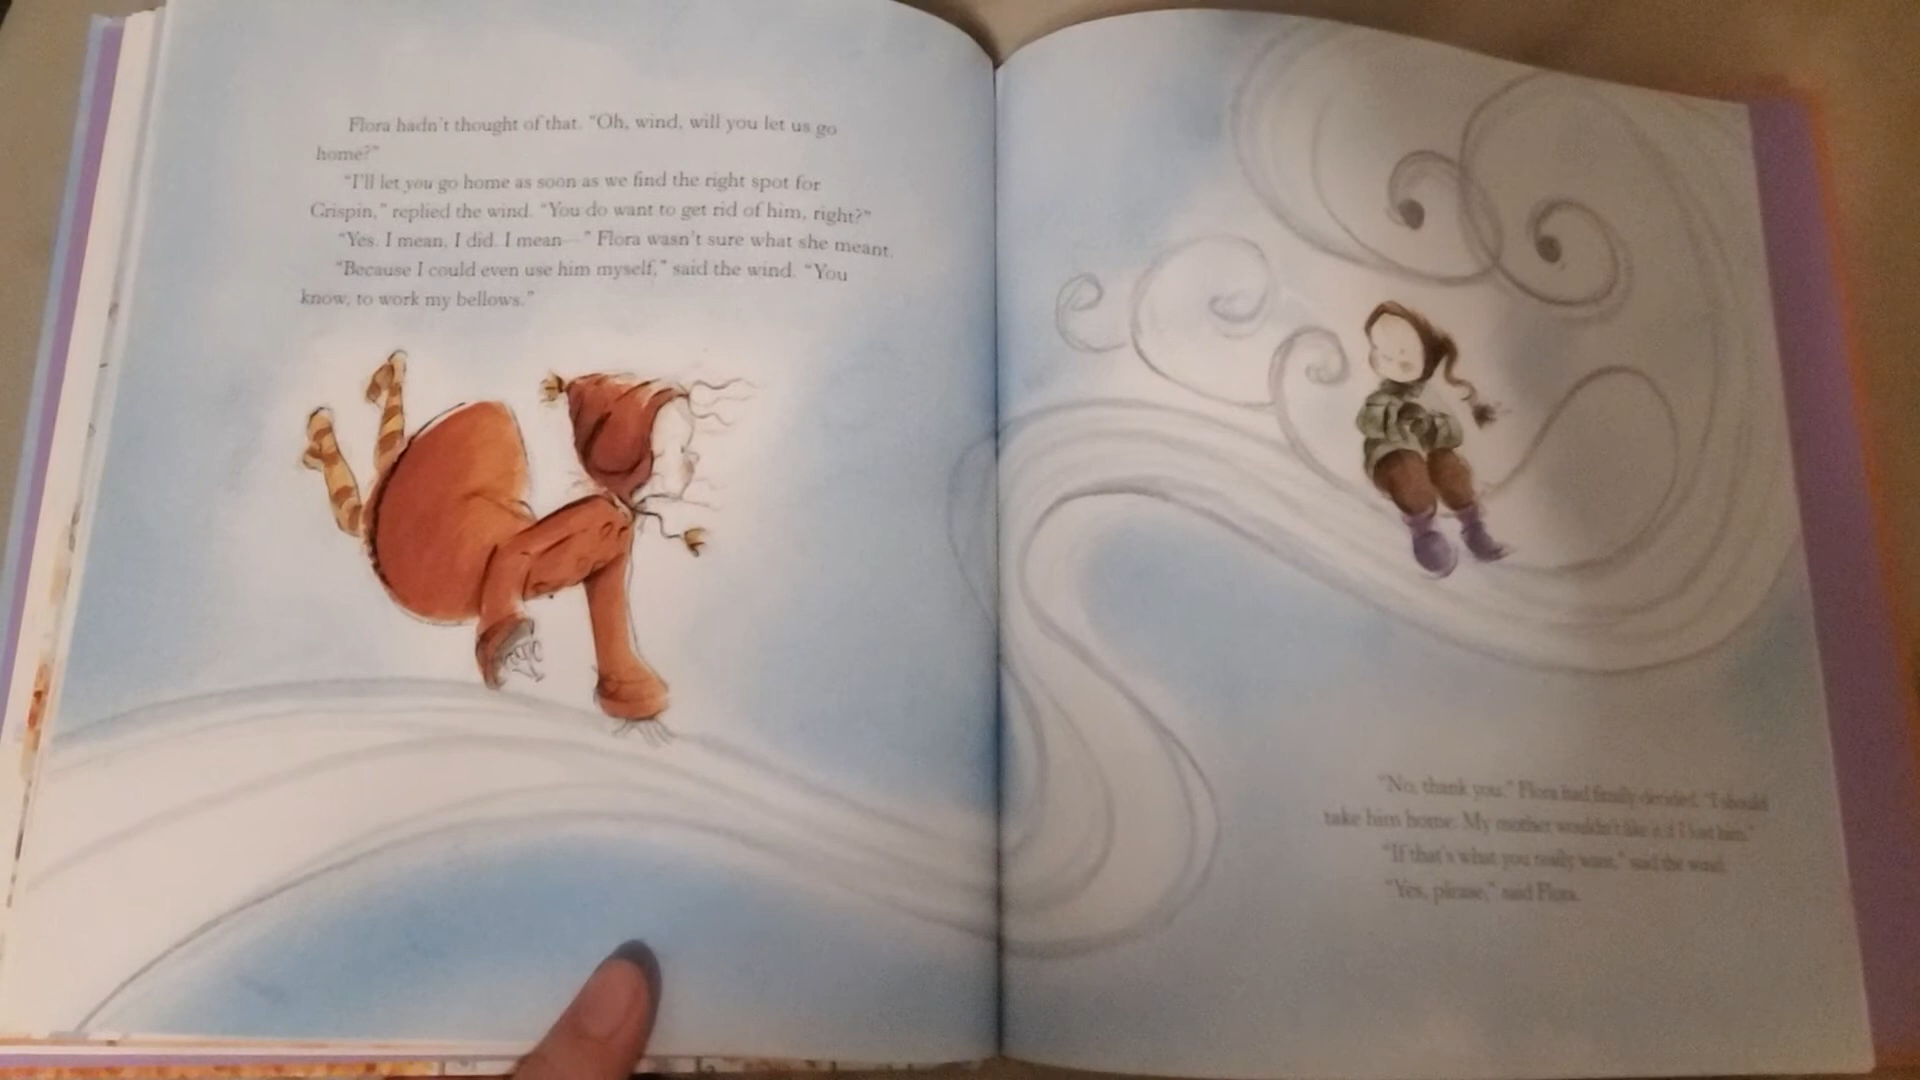 Flora hadn't thought of that. "Oh, wind, will you let us go
home?"
"I'll let you go home as soon as we find the right spot for
Crispin," replied the wind. "You do want to get rid of him, right?"
"Yes. I mean, I did. I mean—" Flora wasn't sure what she meant.
"Because I could even use him myself," said the wind. "You
know, to work my bellows."
"No, thank you." Flora had finally decided. "I should
take him home. My mother wouldn't like it if I lost him."
"If that's what you really want," said the wind.
"Yes, please," said Flora.